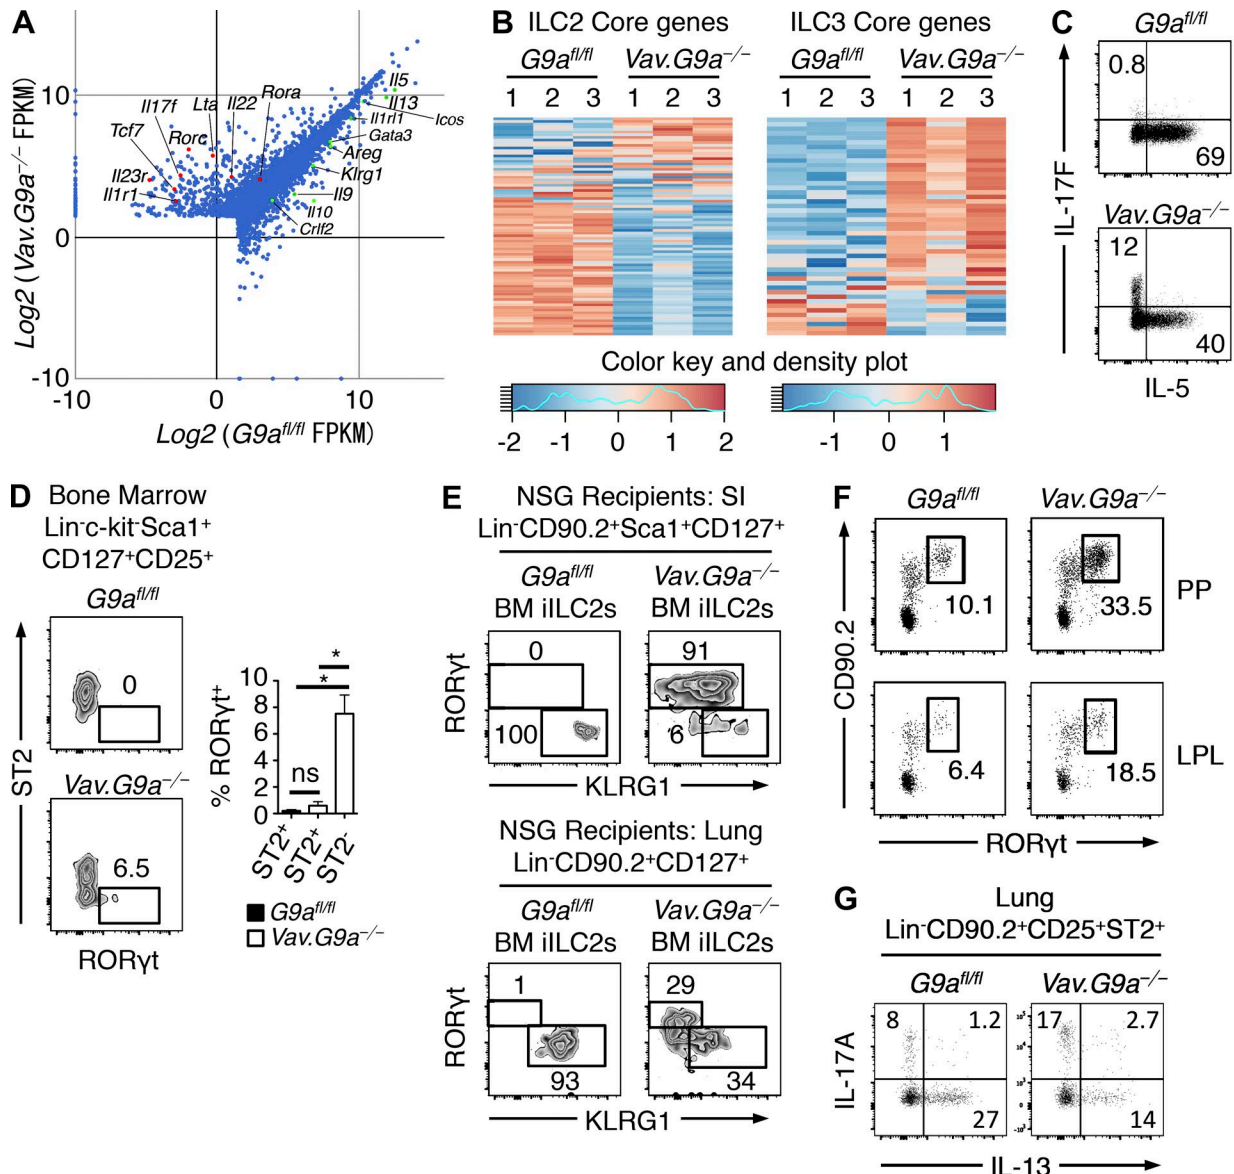 A
Log2 (Vav.G9a−/− FPKM)
10
0
-10
-10
0
10
Log2 (G9afl/fl FPKM)
Il5
Il13
Icos
Il1rl1
Gata3
Areg
Klrg1
Il9
Il10
Crlf2
Rora
Il22
Lta
Il17f
Tcf7
Rorc
Il23r
Il1r1
B
ILC2 Core genes
ILC3 Core genes
G9afl/fl
Vav.G9a−/−
G9afl/fl
Vav.G9a−/−
1 2 3 1 2 3
1 2 3 1 2 3
Color key and density plot
-2 -1 0 1 2
-1 0 1
C
G9afl/fl
0.8
69
Vav.G9a−/−
12
40
IL-17F
IL-5
D
Bone Marrow
Lin-c-kit-Sca1+
CD127+CD25+
G9afl/fl
0
Vav.G9a−/−
6.5
ST2
RORγt
% RORγt+
10
8
6
4
2
0
*
*
ns
ST2+
ST2+
ST2-
G9afl/fl
Vav.G9a−/−
E
NSG Recipients: SI
Lin-CD90.2+Sca1+CD127+
G9afl/fl
BM iILC2s
Vav.G9a−/−
BM iILC2s
0
100
91
6
RORγt
KLRG1
NSG Recipients: Lung
Lin-CD90.2+CD127+
G9afl/fl
BM iILC2s
Vav.G9a−/−
BM iILC2s
1
93
29
34
RORγt
KLRG1
F
G9afl/fl
Vav.G9a−/−
10.1
33.5
PP
6.4
18.5
LPL
CD90.2
RORγt
G
Lung
Lin-CD90.2+CD25+ST2+
G9afl/fl
Vav.G9a−/−
8
1.2
27
17
2.7
14
IL-17A
IL-13